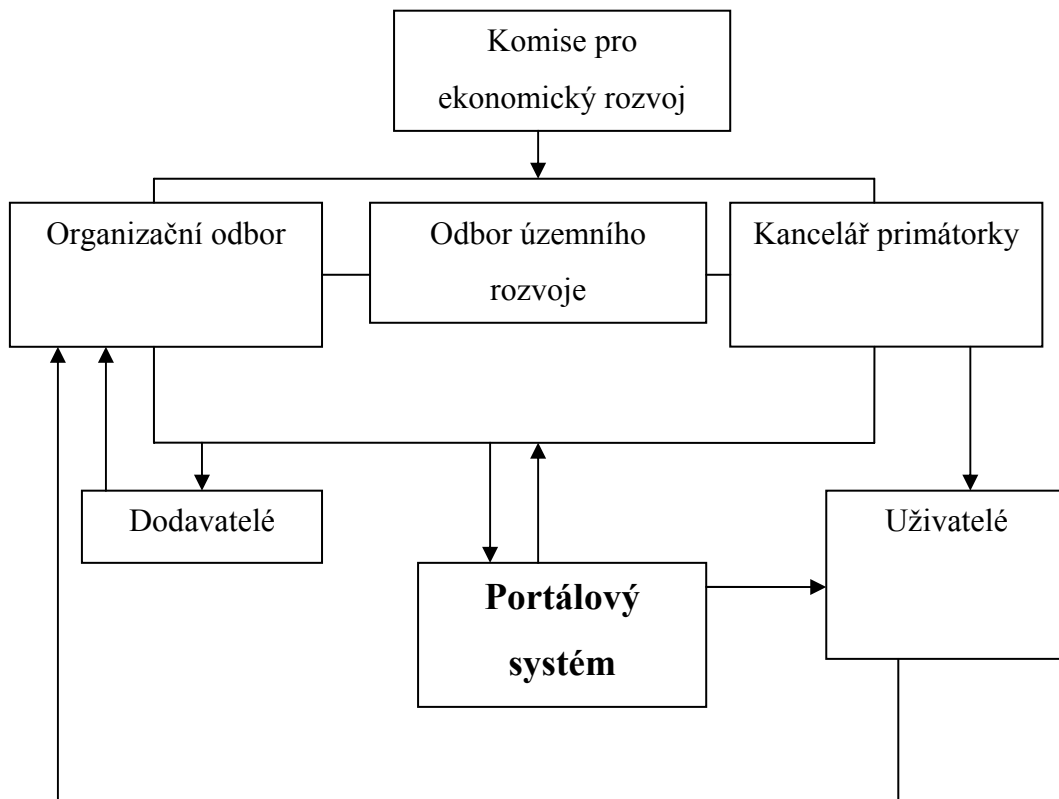 Komise pro
ekonomický rozvoj
Organizační odbor
Odbor územního
rozvoje
Kancelář primátorky
Dodavatelé
Uživatelé
Portálový
systém